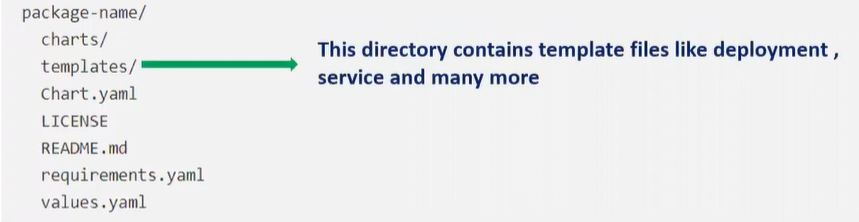 package-name/
charts/
templates/
Chart.yaml
LICENSE
README.md
requirements.yaml
values.yaml
This directory contains template files like deployment ,
service and many more